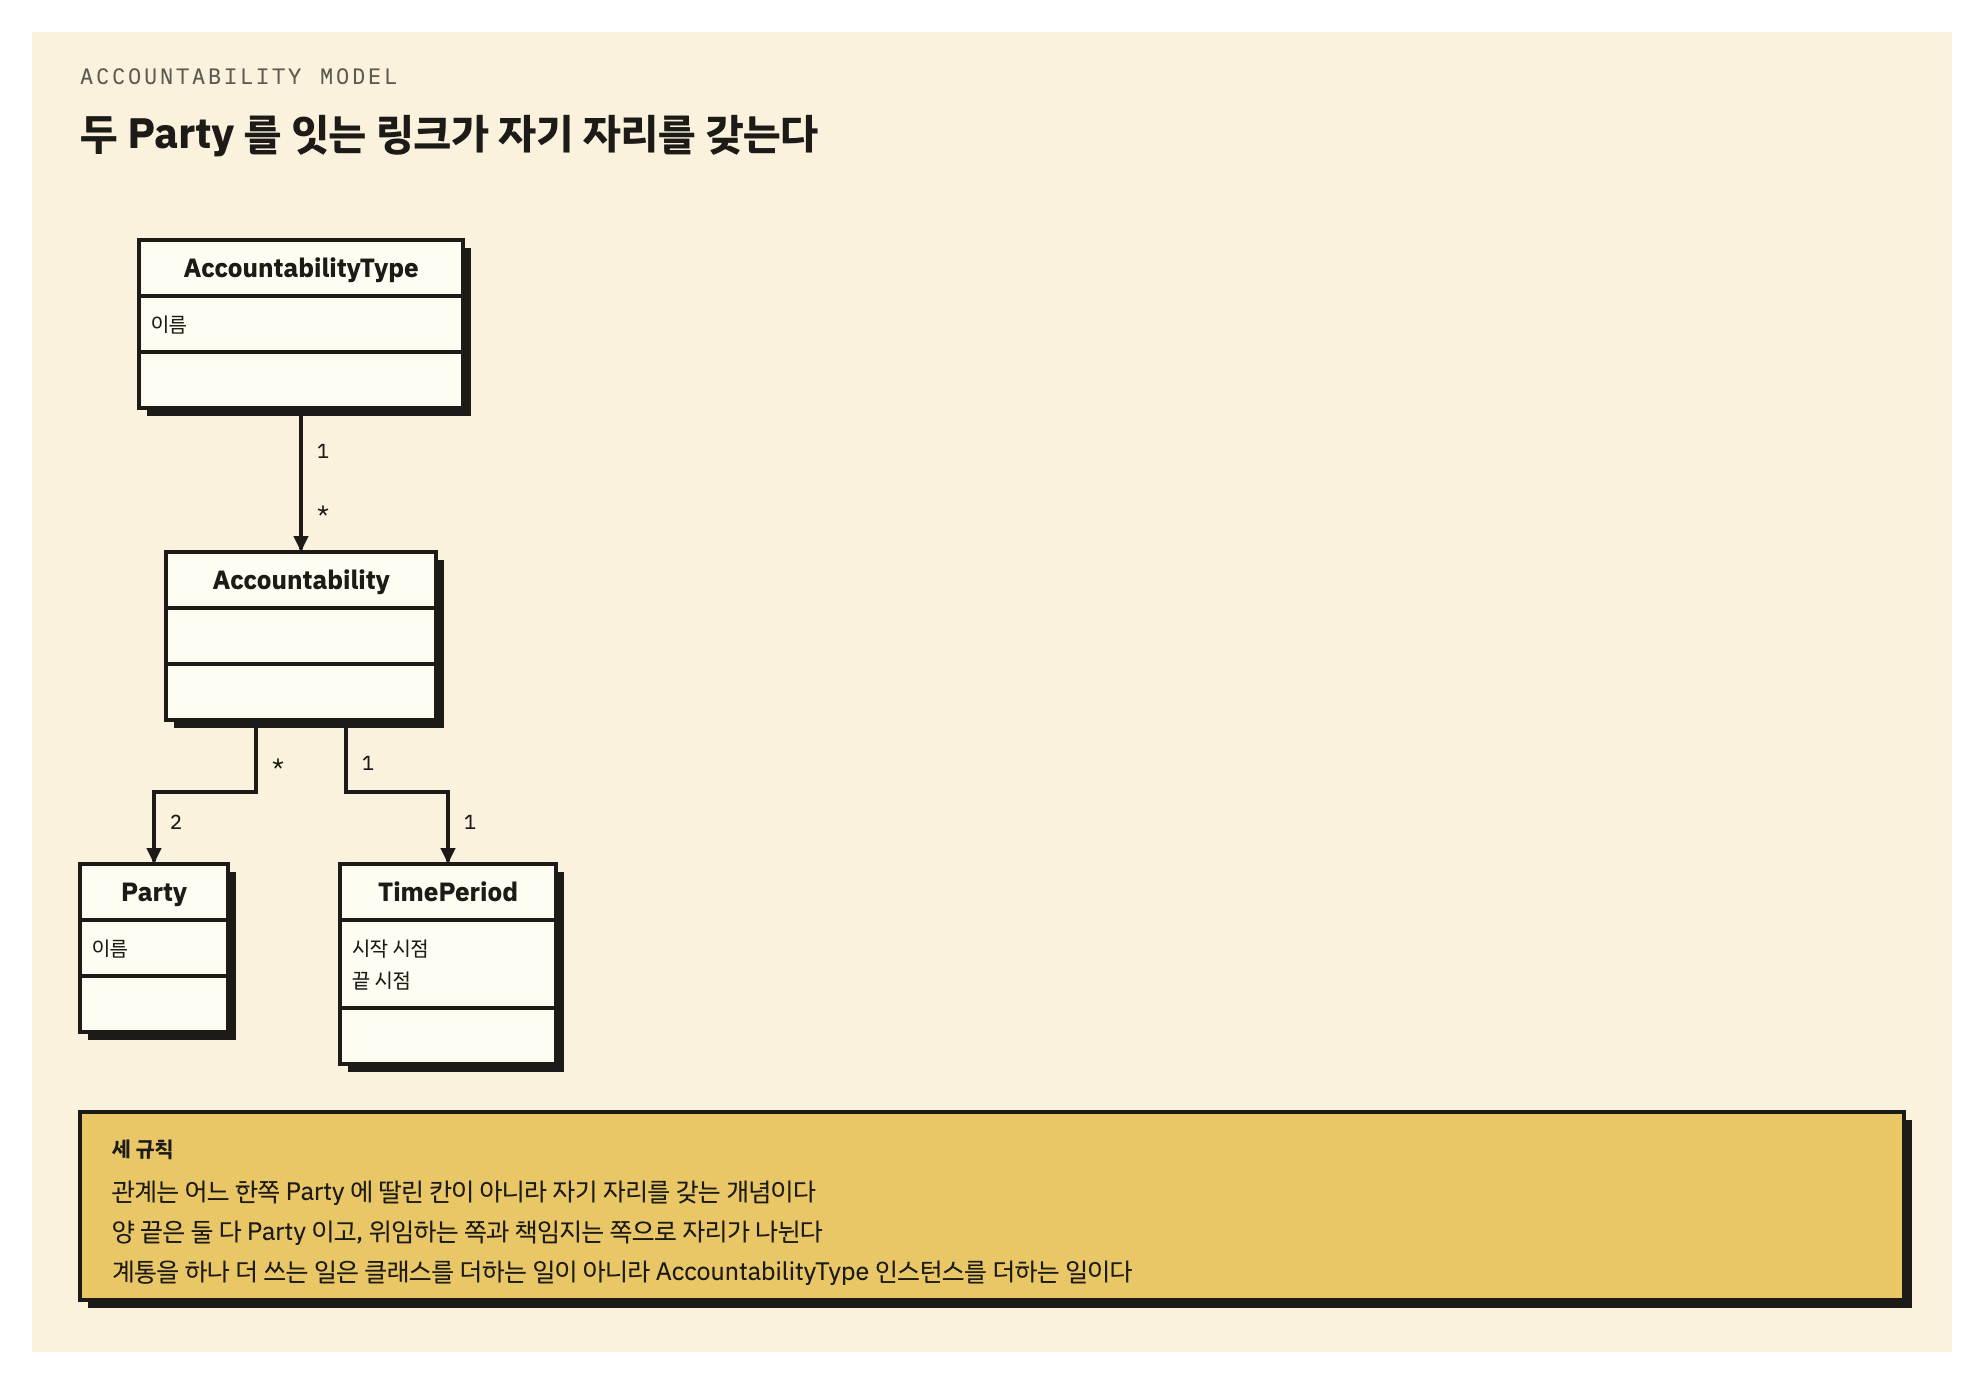 ACCOUNTABILITY MODEL
두 Party 를 잇는 링크가 자기 자리를 갖는다
AccountabilityType
이름
1
*
Accountability
*
1
2
1
Party
이름
TimePeriod
시작 시점
끝 시점
세 규칙
관계는 어느 한쪽 Party 에 딸린 칸이 아니라 자기 자리를 갖는 개념이다
양 끝은 둘 다 Party 이고, 위임하는 쪽과 책임지는 쪽으로 자리가 나뉜다
계통을 하나 더 쓰는 일은 클래스를 더하는 일이 아니라 AccountabilityType 인스턴스를 더하는 일이다